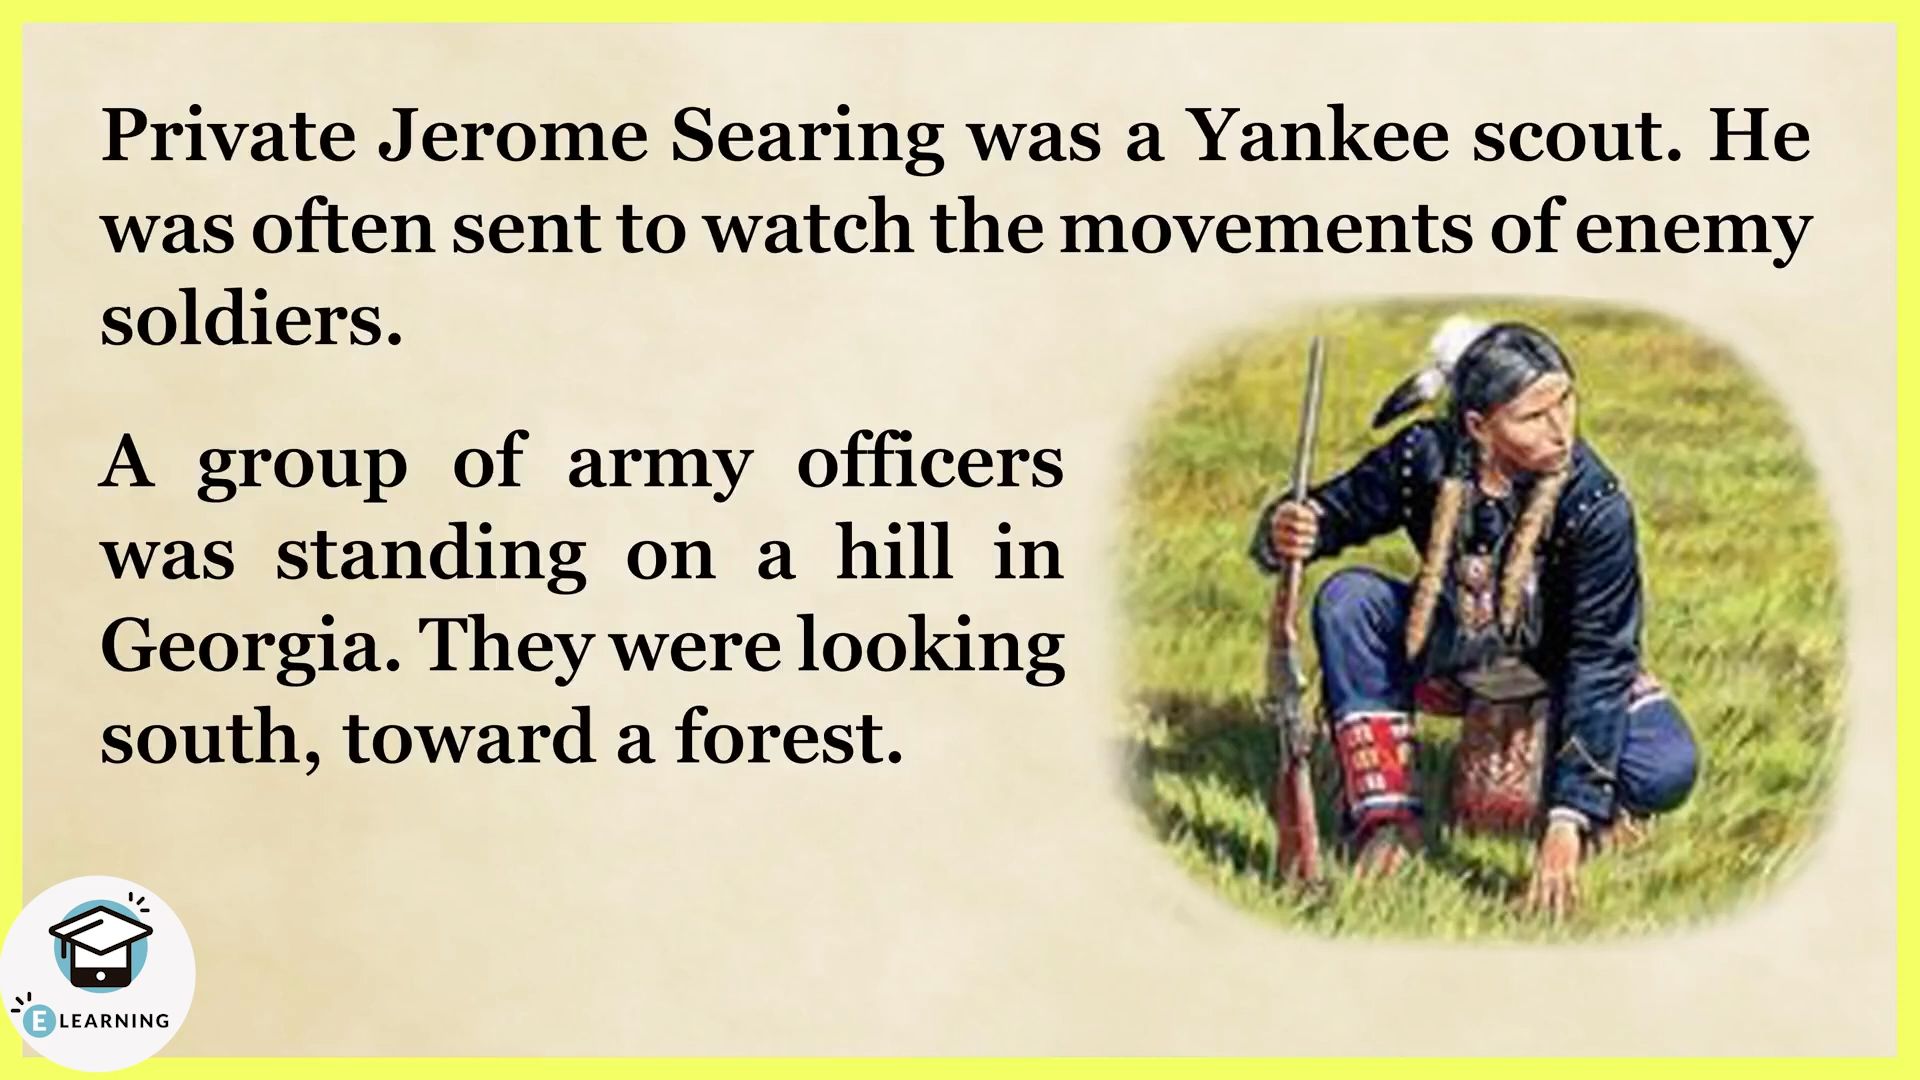 Private Jerome Searing was a Yankee scout. He
was often sent to watch the movements of enemy
soldiers.
A group of army officers
was standing on a hill in
Georgia. They were looking
south, toward a forest.
E LEARNING